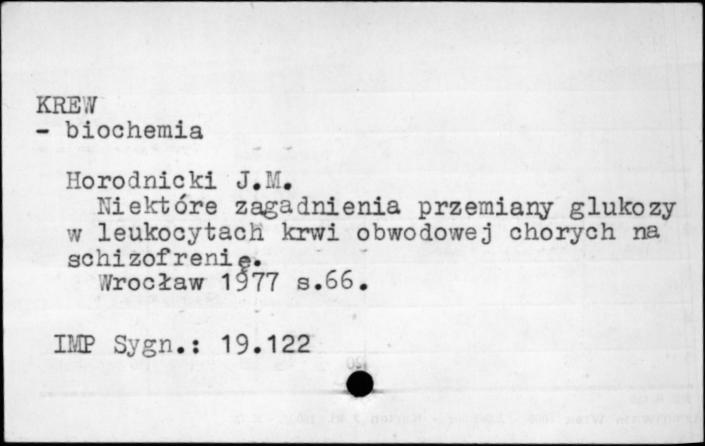 KREW
- biochemia
Horodnicki J.M.
Niektóre zagadnienia przemiany glukozy
w leukocytach krwi obwodowej chorych na
schizofrenię.
Wrocław 1977 s.66.
IMP Sygn.: 19.122